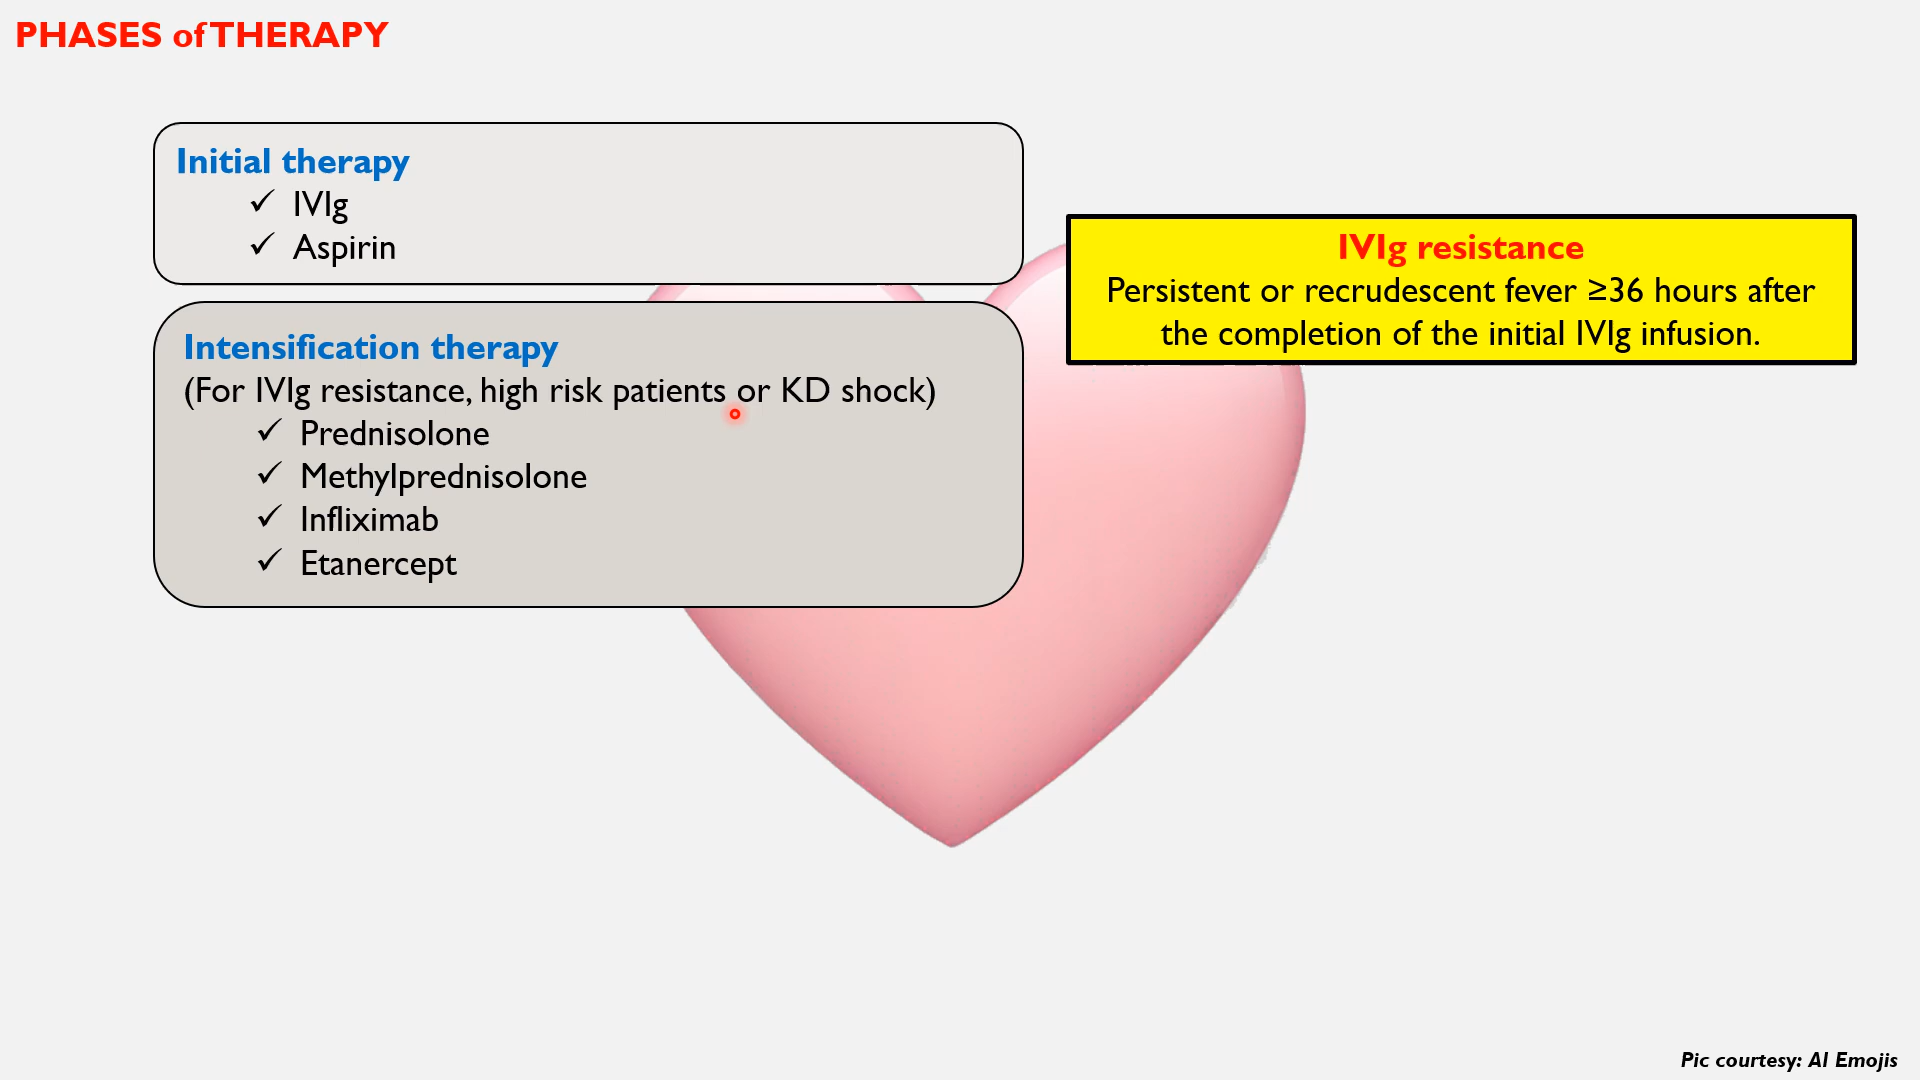 PHASES of THERAPY
Initial therapy
✓ IVIg
✓ Aspirin
IVIg resistance
Persistent or recrudescent fever ≥36 hours after
the completion of the initial IVIg infusion.
Intensification therapy
(For IVIg resistance, high risk patients or KD shock)
✓ Prednisolone
✓ Methylprednisolone
✓ Infliximab
✓ Etanercept
Pic courtesy: AI Emojis